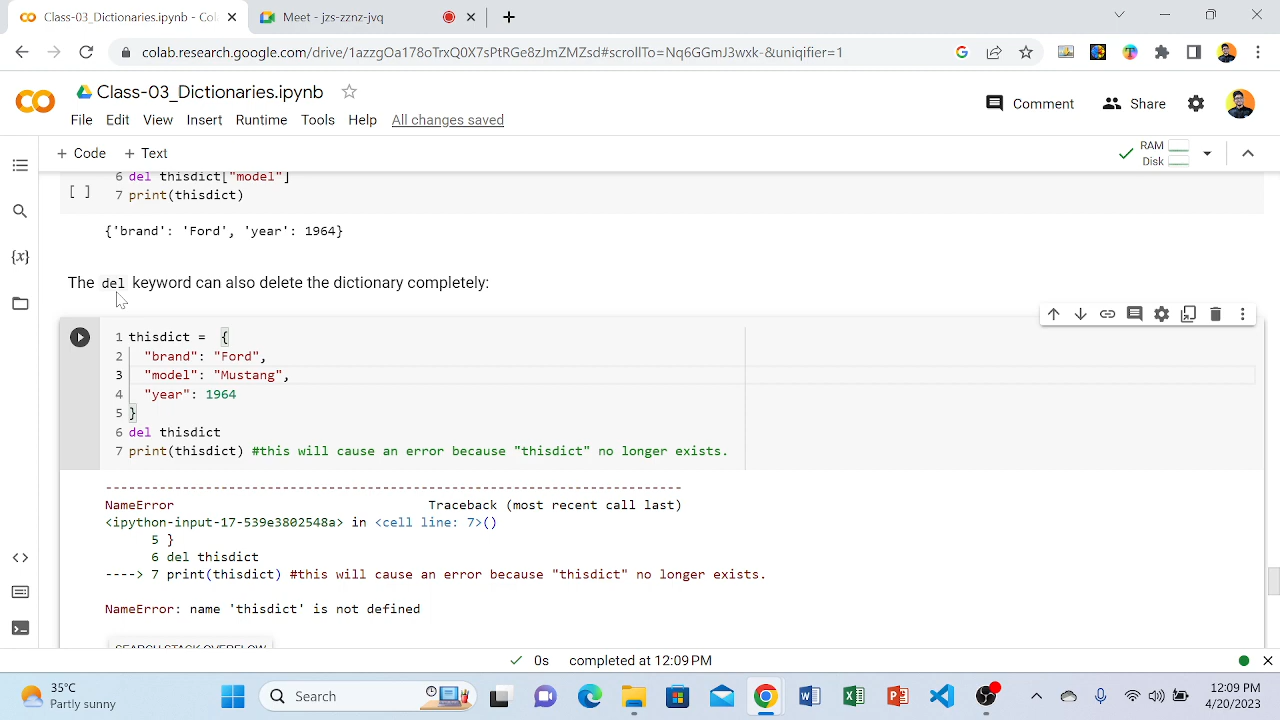 Class-03_Dictionaries.ipynb - Cola
Meet - jzs-zznz-jvq
colab.research.google.com/drive/1azzgOa178oTrxQ0X7sPtRGe8zJmZMZsd#scrollTo=Nq6GGmJ3vwxk-&uniqifier=1
Class-03_Dictionaries.ipynb
Comment
Share
File Edit View Insert Runtime Tools Help All changes saved
+ Code + Text
RAM
Disk
6 del thisdict["model"]
[ ] 7 print(thisdict)
{'brand': 'Ford', 'year': 1964}
The del keyword can also delete the dictionary completely:
1 thisdict = {
2 "brand": "Ford",
3 "model": "Mustang",
4 "year": 1964
5 }
6 del thisdict
7 print(thisdict) #this will cause an error because "thisdict" no longer exists.
---------------------------------------------------------------------------
NameError Traceback (most recent call last)
<ipython-input-17-539e3802548a> in <cell line: 7>()
5 }
6 del thisdict
----> 7 print(thisdict) #this will cause an error because "thisdict" no longer exists.
NameError: name 'thisdict' is not defined
SEARCH STACK OVERFLOW
0s completed at 12:09 PM
35°C
Partly sunny
Search
12:09 PM
4/20/2023